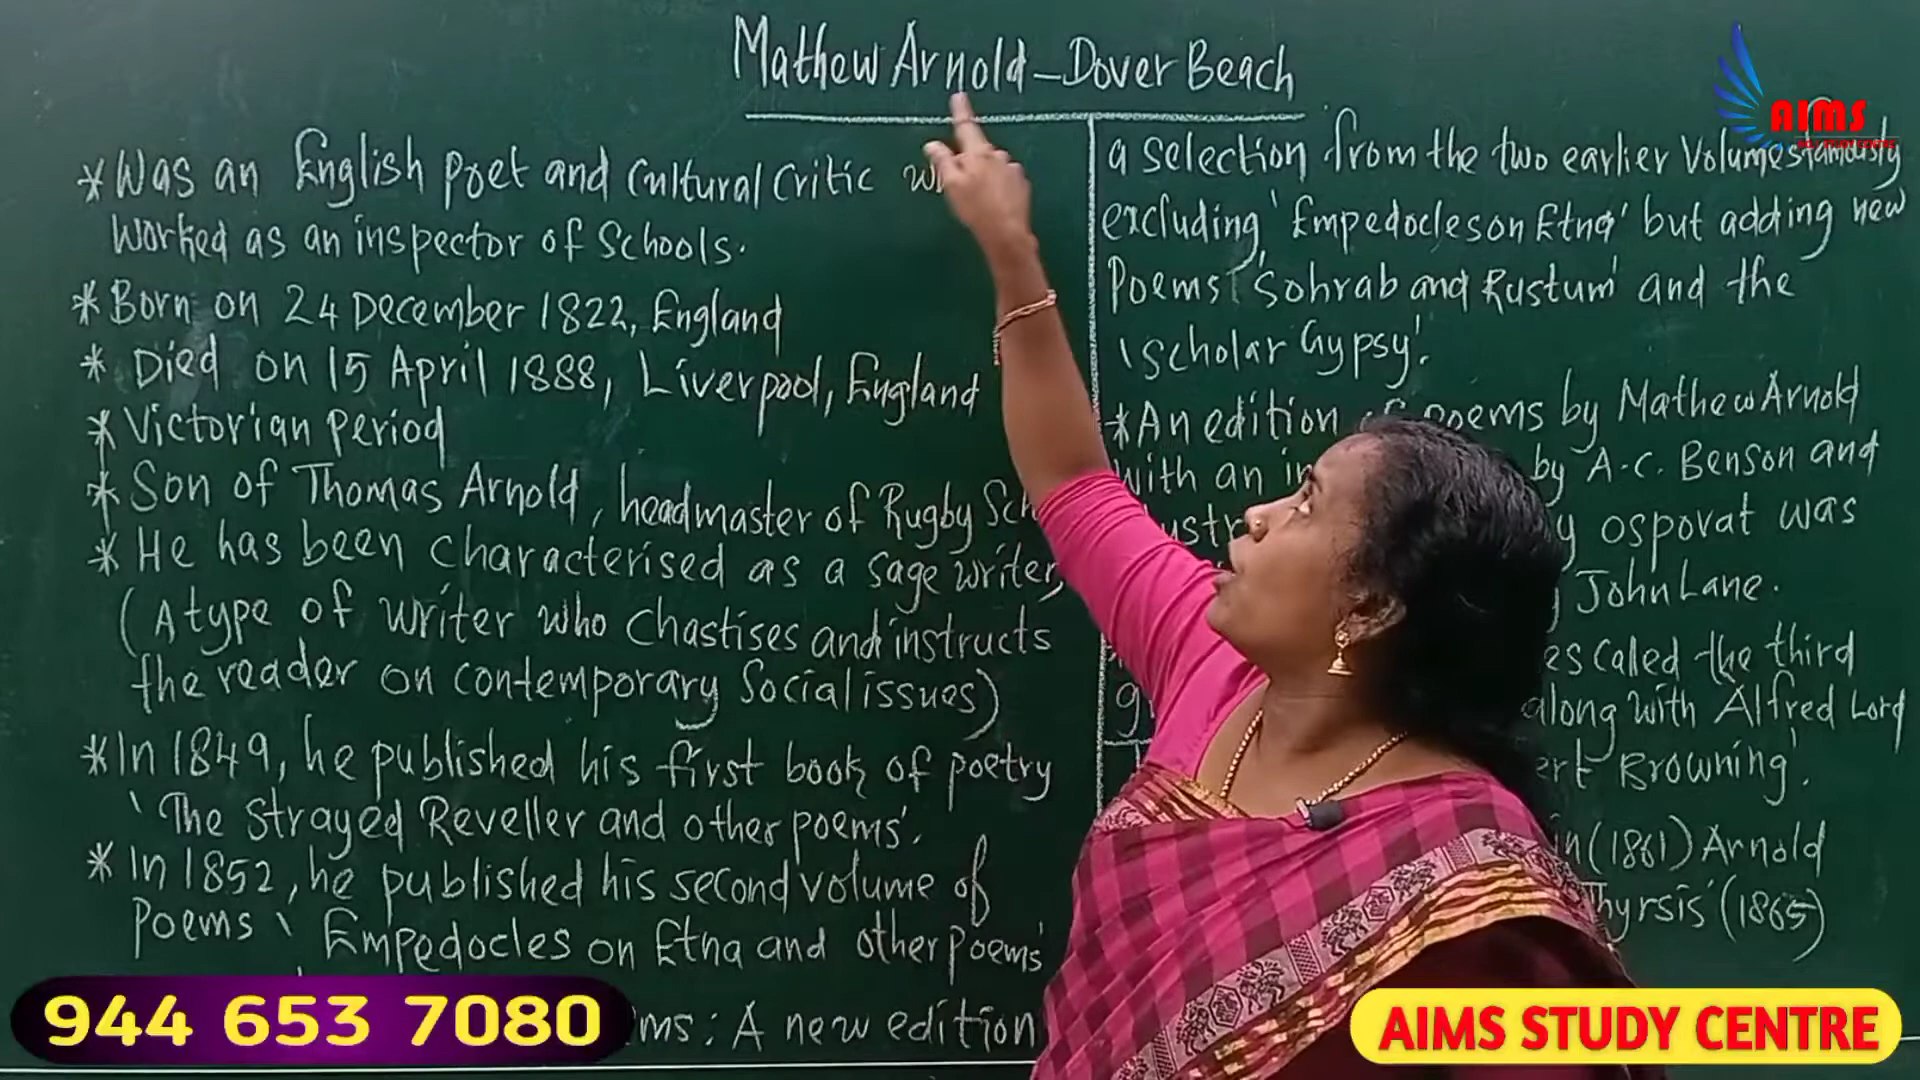 Mathew Arnold - Dover Beach
* Was an English poet and Cultural Critic
worked as an inspector of Schools.
* Born on 24 December 1822, England
* Died on 15 April 1888, Liverpool, England
* Victorian period
* Son of Thomas Arnold, headmaster of Rugby
* He has been characterised as a sage writer,
(A type of writer who chastises and instructs
the reader on contemporary Social issues)
* In 1849, he published his first book of poetry
'The Strayed Reveller and other poems'.
* In 1852, he published his second volume of
poems 'Empedocles on Etna and other poems'
: A new edition
a selection from the two earlier Volumes famously
excluding 'Empedocles on Etna' but adding new
Poems 'Sohrab and Rustum' and the
'Scholar Gypsy'.
* An edition of poems by Mathew Arnold
with an by A.C. Benson and
Ospovat was
John Lane.
Called the third
along with Alfred Lord
Browning'.
in (1861) Arnold
Thyrsis' (1865)
AIMS
STUDY CENTRE
944 653 7080
AIMS STUDY CENTRE